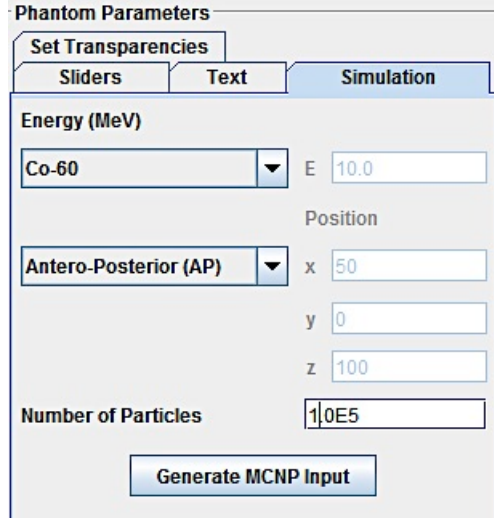 Phantom Parameters
Set Transparencies
Sliders Text Simulation
Energy (MeV)
Co-60 E 10.0
Position
Antero-Posterior (AP) x 50
y 0
z 100
Number of Particles 1.0E5
Generate MCNP Input